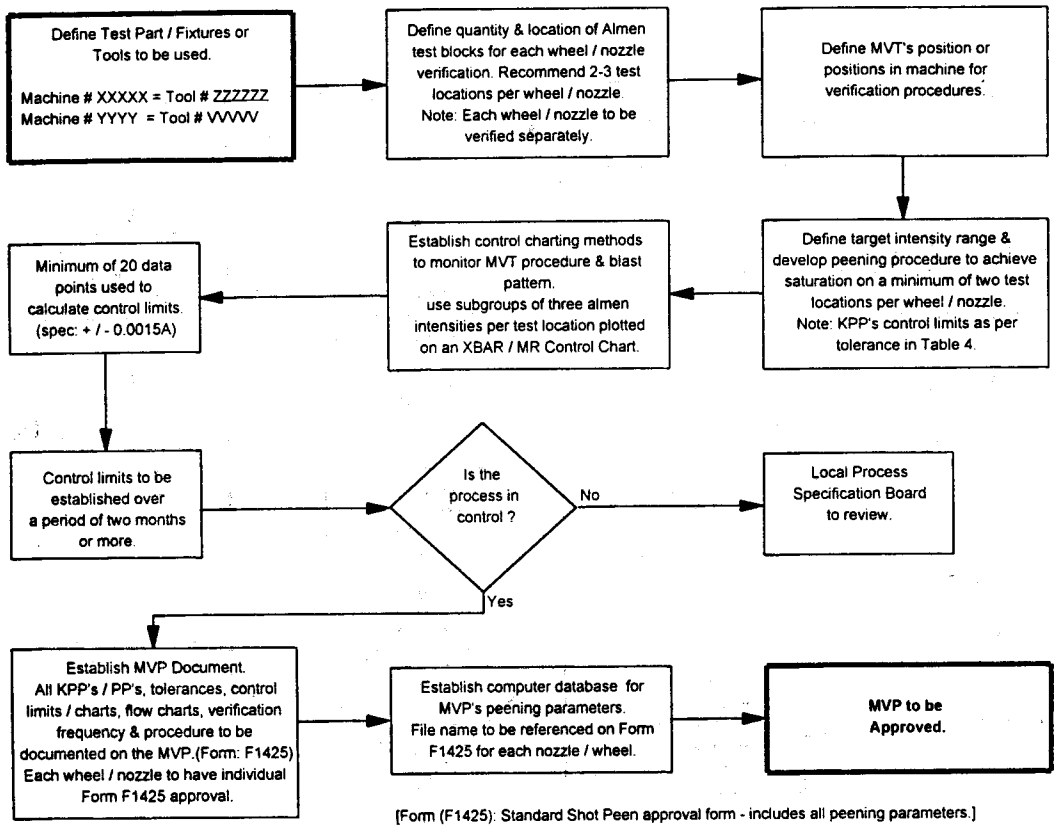 Define Test Part / Fixtures or
Tools to be used.
Machine # XXXXX = Tool # ZZZZZZ
Machine # YYYY = Tool # VVVVV
Define quantity & location of Almen
test blocks for each wheel / nozzle
verification. Recommend 2-3 test
locations per wheel / nozzle.
Note: Each wheel / nozzle to be
verified separately.
Define MVT's position or
positions in machine for
verification procedures.
Define target intensity range &
develop peening procedure to achieve
saturation on a minimum of two test
locations per wheel / nozzle.
Note: KPP's control limits as per
tolerance in Table 4.
Establish control charting methods
to monitor MVT procedure & blast
pattern.
use subgroups of three almen
intensities per test location plotted
on an XBAR / MR Control Chart.
Minimum of 20 data
points used to
calculate control limits.
(spec: + / - 0.0015A)
Control limits to be
established over
a period of two months
or more.
Is the
process in
control ?
No
Local Process
Specification Board
to review.
Yes
Establish MVP Document.
All KPP's / PP's, tolerances, control
limits / charts, flow charts, verification
frequency & procedure to be
documented on the MVP.(Form: F1425)
Each wheel / nozzle to have individual
Form F1425 approval.
Establish computer database for
MVP's peening parameters.
File name to be referenced on Form
F1425 for each nozzle / wheel.
MVP to be
Approved.
[Form (F1425): Standard Shot Peen approval form - includes all peening parameters.]